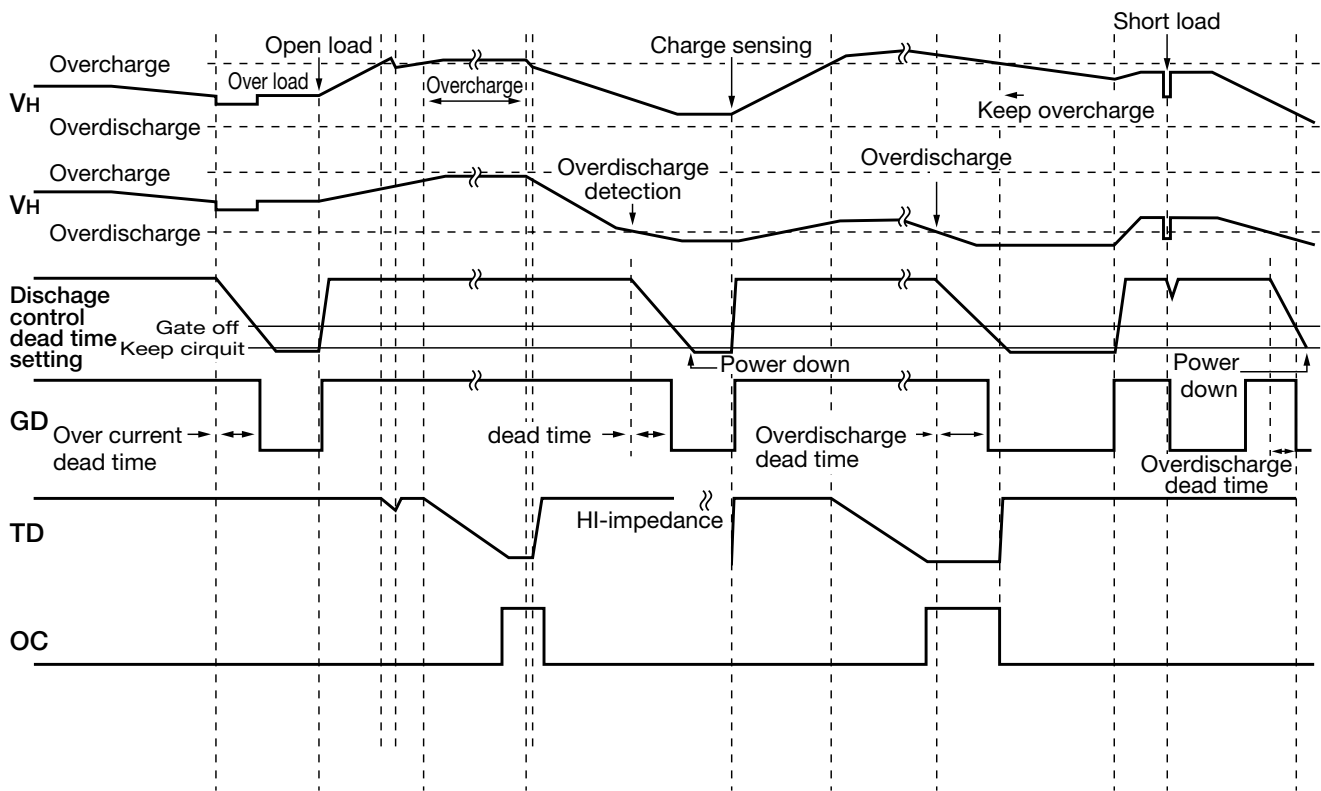 Short load
Open load
Charge sensing
Overcharge
Over load
Overcharge
VH
Keep overcharge
Overdischarge
Overcharge
Overdischarge
detection
Overdischarge
VH
Overdischarge
Dischage
control
dead time
setting
Gate off
Keep cirquit
Power down
Power
down
GD
Over current
dead time
dead time
Overdischarge
dead time
Overdischarge
dead time
HI-impedance
TD
OC